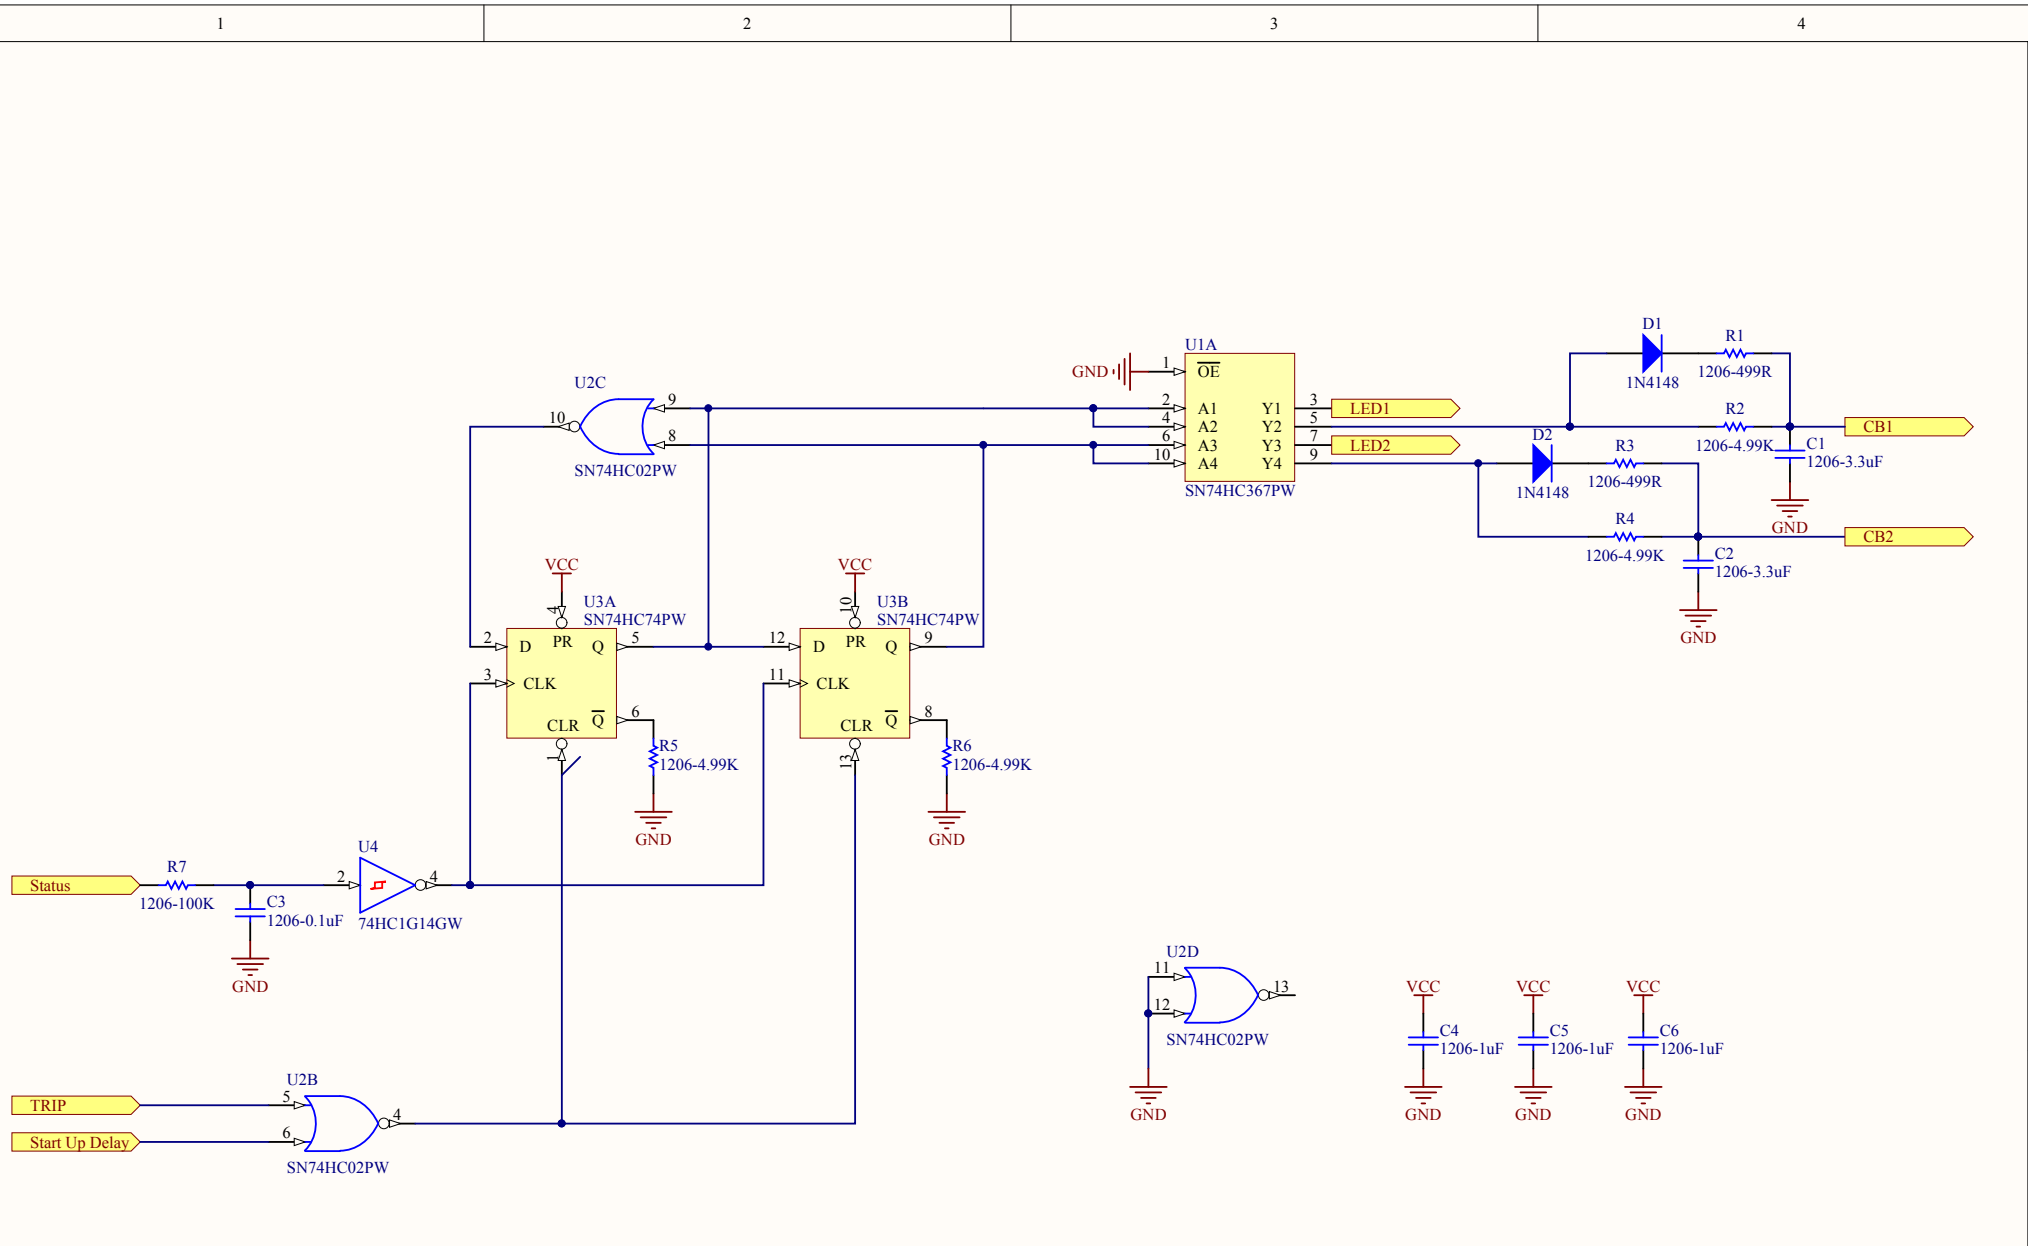 1 2 3 4
D1
1N4148
R1
1206-499R
U1A
GND
1 OE
2 A1 Y1 3 LED1
4 A2 Y2 5
6 A3 Y3 7 LED2
10 A4 Y4 9
SN74HC367PW
R2
1206-4.99K
CB1
C1
1206-3.3uF
GND
D2
1N4148
R3
1206-499R
R4
1206-4.99K
CB2
C2
1206-3.3uF
GND
U2C
9
10
8
SN74HC02PW
VCC
4
U3A
SN74HC74PW
2 D PR Q 5
3 CLK
CLR Q 6
1
R5
1206-4.99K
GND
VCC
10
U3B
SN74HC74PW
12 D PR Q 9
11 CLK
CLR Q 8
13
R6
1206-4.99K
GND
Status
R7
1206-100K
C3
1206-0.1uF
GND
U4
2 4
74HC1G14GW
U2D
11
13
12
SN74HC02PW
GND
VCC
C4
1206-1uF
GND
VCC
C5
1206-1uF
GND
VCC
C6
1206-1uF
GND
TRIP
Start Up Delay
U2B
5
4
6
SN74HC02PW